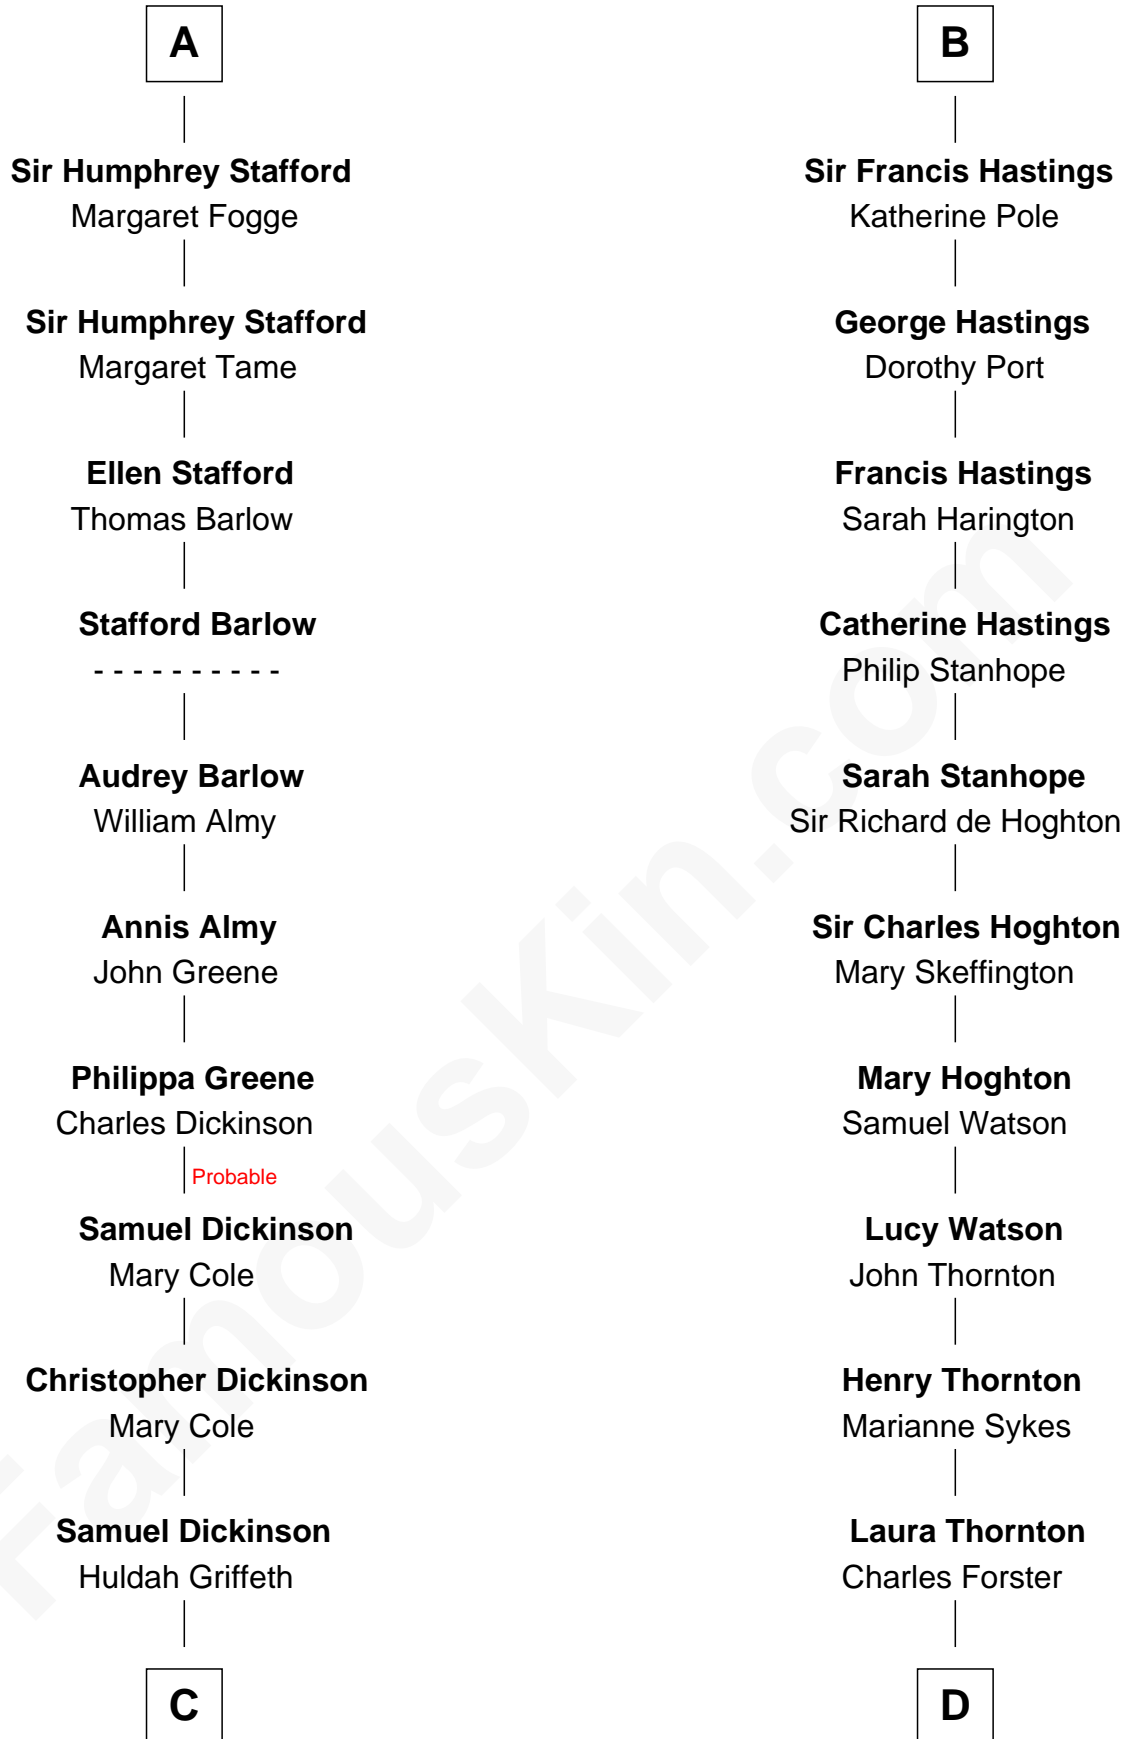 A
Sir Humphrey Stafford
Margaret Fogge
Sir Humphrey Stafford
Margaret Tame
Ellen Stafford
Thomas Barlow
Stafford Barlow
- - - - - - - - - -
Audrey Barlow
William Almy
Annis Almy
John Greene
Philippa Greene
Charles Dickinson
Probable
Samuel Dickinson
Mary Cole
Christopher Dickinson
Mary Cole
Samuel Dickinson
Huldah Griffeth
C
B
Sir Francis Hastings
Katherine Pole
George Hastings
Dorothy Port
Francis Hastings
Sarah Harington
Catherine Hastings
Philip Stanhope
Sarah Stanhope
Sir Richard de Hoghton
Sir Charles Hoghton
Mary Skeffington
Mary Hoghton
Samuel Watson
Lucy Watson
John Thornton
Henry Thornton
Marianne Sykes
Laura Thornton
Charles Forster
D
FamousKin.com